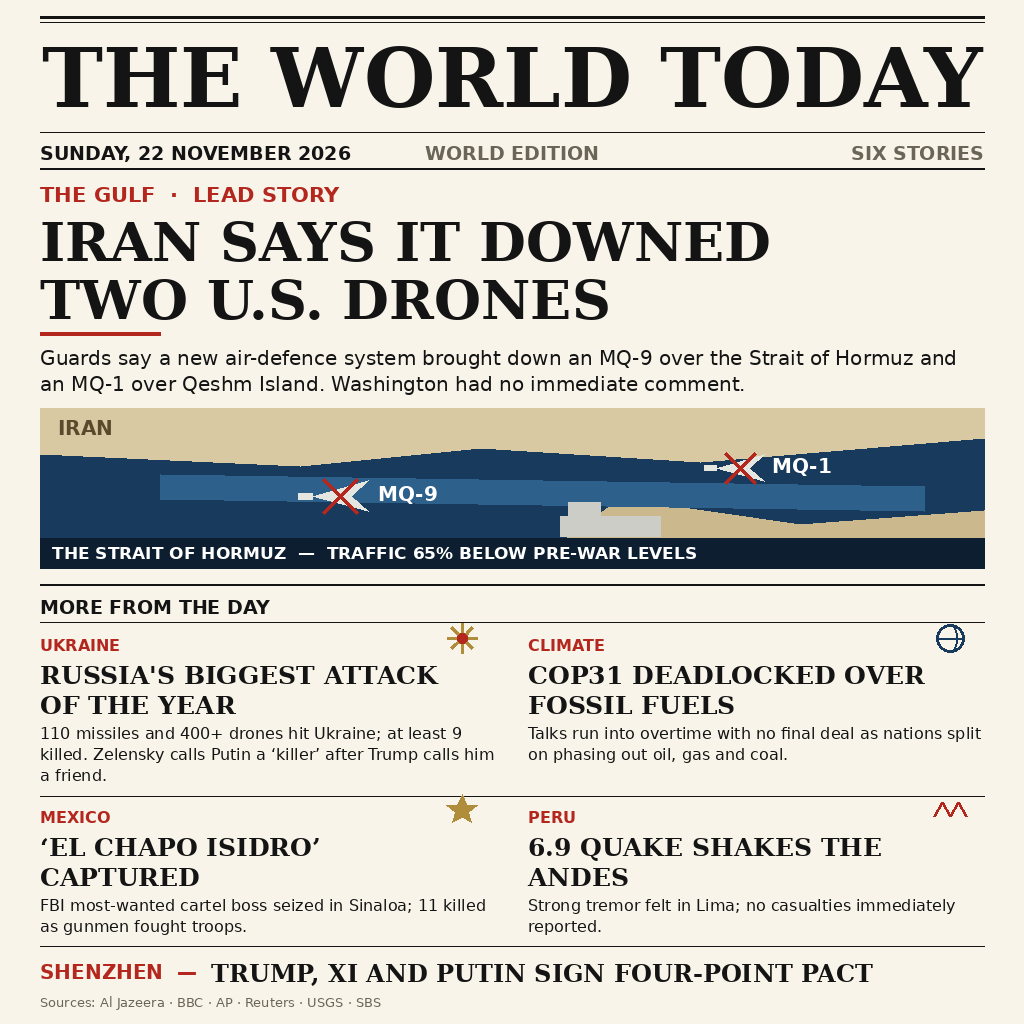 THE WORLD TODAY
SUNDAY, 22 NOVEMBER 2026
WORLD EDITION
SIX STORIES
THE GULF · LEAD STORY
IRAN SAYS IT DOWNED
TWO U.S. DRONES
Guards say a new air-defence system brought down an MQ-9 over the Strait of Hormuz and
an MQ-1 over Qeshm Island. Washington had no immediate comment.
IRAN
MQ-1
MQ-9
THE STRAIT OF HORMUZ — TRAFFIC 65% BELOW PRE-WAR LEVELS
MORE FROM THE DAY
UKRAINE
RUSSIA'S BIGGEST ATTACK
OF THE YEAR
110 missiles and 400+ drones hit Ukraine; at least 9
killed. Zelensky calls Putin a ‘killer’ after Trump calls him
a friend.
CLIMATE
COP31 DEADLOCKED OVER
FOSSIL FUELS
Talks run into overtime with no final deal as nations split
on phasing out oil, gas and coal.
MEXICO
‘EL CHAPO ISIDRO’
CAPTURED
FBI most-wanted cartel boss seized in Sinaloa; 11 killed
as gunmen fought troops.
PERU
6.9 QUAKE SHAKES THE
ANDES
Strong tremor felt in Lima; no casualties immediately
reported.
SHENZHEN — TRUMP, XI AND PUTIN SIGN FOUR-POINT PACT
Sources: Al Jazeera · BBC · AP · Reuters · USGS · SBS